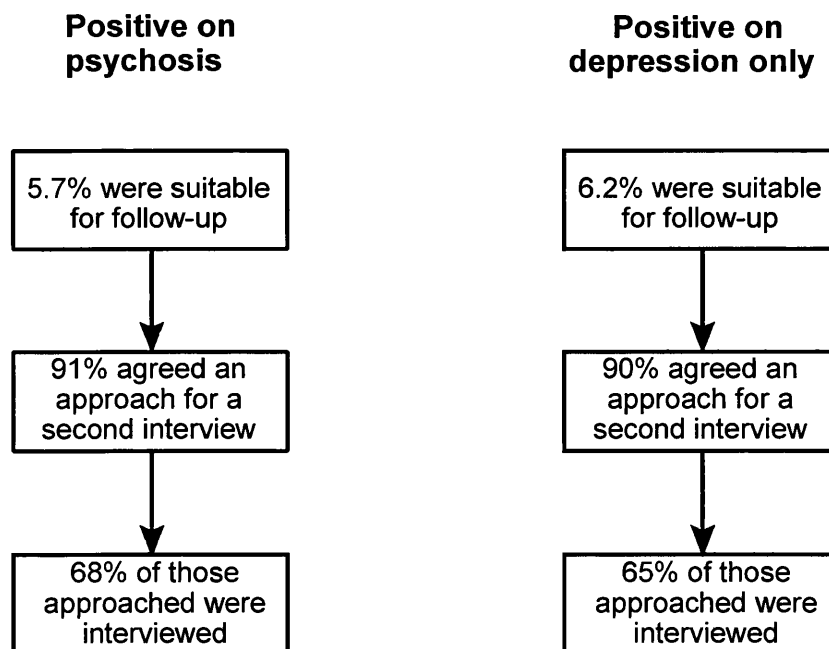 Positive on
psychosis
5.7% were suitable
for follow-up
91% agreed an
approach for a
second interview
68% of those
approached were
interviewed
Positive on
depression only
6.2% were suitable
for follow-up
90% agreed an
approach for a
second interview
65% of those
approached were
interviewed